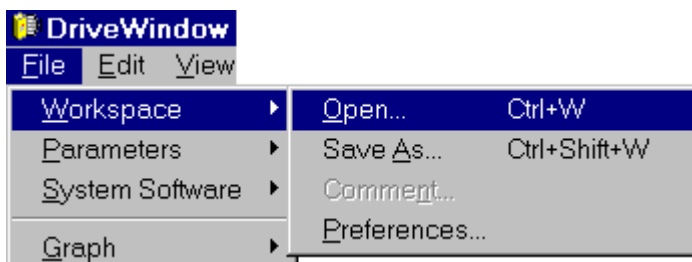 DriveWindow
File Edit View
Workspace Open... Ctrl+W
Parameters Save As... Ctrl+Shift+W
System Software Comment...
Preferences...
Graph